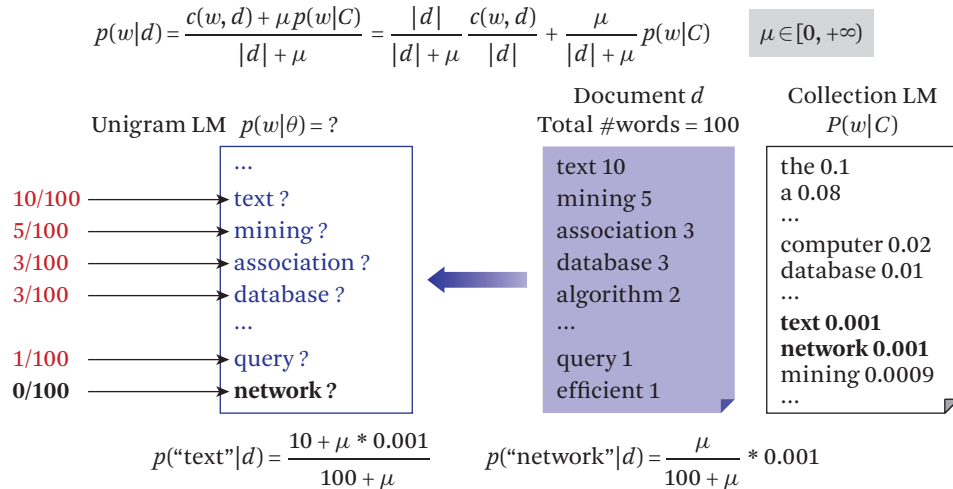 p(w|d) = (c(w, d) + μ p(w|C)) / (|d| + μ) = |d| / (|d| + μ) c(w, d) / |d| + μ / (|d| + μ) p(w|C)
μ ∈ [0, +∞)
Unigram LM p(w|θ) = ?
...
10/100 text ?
5/100 mining ?
3/100 association ?
3/100 database ?
...
1/100 query ?
0/100 network ?
Document d
Total #words = 100
text 10
mining 5
association 3
database 3
algorithm 2
...
query 1
efficient 1
Collection LM
P(w|C)
the 0.1
a 0.08
...
computer 0.02
database 0.01
...
text 0.001
network 0.001
mining 0.0009
...
p(“text”|d) = (10 + μ * 0.001) / (100 + μ)
p(“network”|d) = μ / (100 + μ) * 0.001